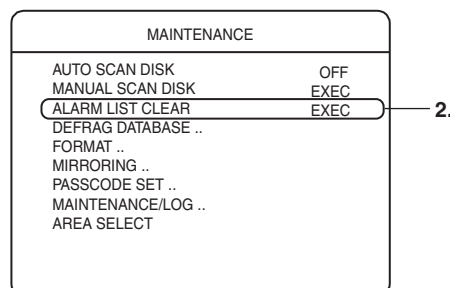 MAINTENANCE
AUTO SCAN DISK OFF
MANUAL SCAN DISK EXEC
ALARM LIST CLEAR EXEC
2.
DEFRAG DATABASE ..
FORMAT ..
MIRRORING ..
PASSCODE SET ..
MAINTENANCE/LOG ..
AREA SELECT